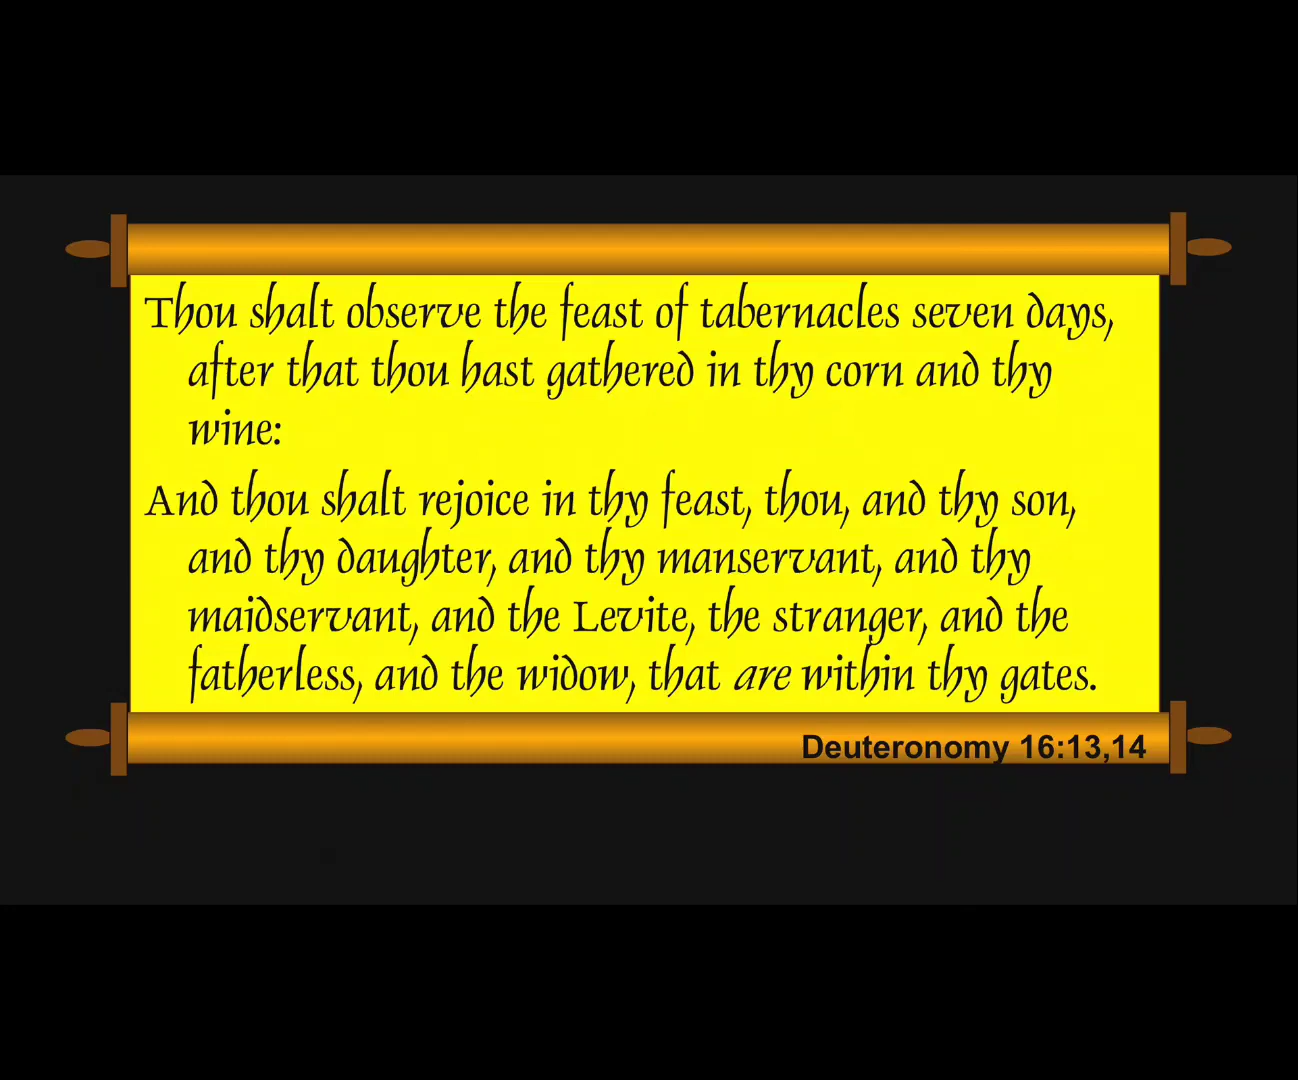 Thou shalt observe the feast of tabernacles seven days,
after that thou hast gathered in thy corn and thy
wine:
And thou shalt rejoice in thy feast, thou, and thy son,
and thy daughter, and thy manservant, and thy
maidservant, and the Levite, the stranger, and the
fatherless, and the widow, that are within thy gates.
Deuteronomy 16:13,14